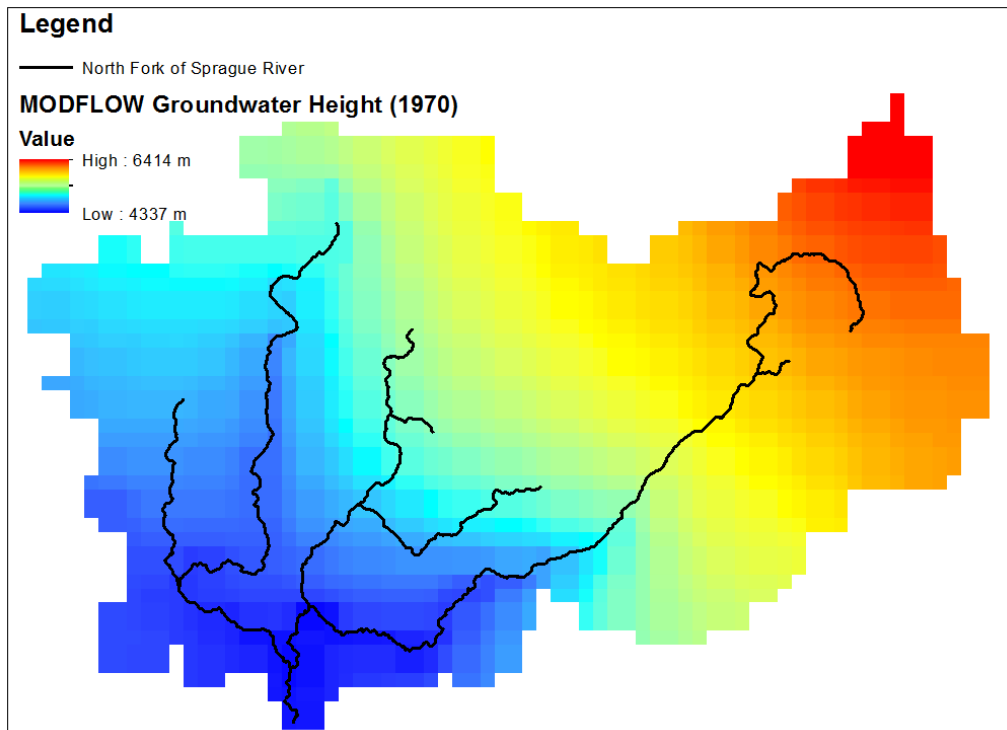 Legend
North Fork of Sprague River
MODFLOW Groundwater Height (1970)
Value
High : 6414 m
Low : 4337 m